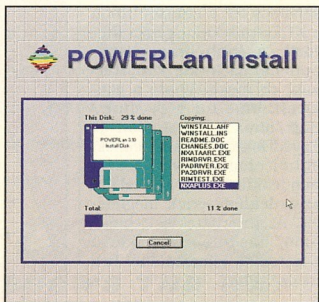 POWERLan Install
This Disk: 29% done
POWERLan 3.10
Install Disk
Copying:
WINSTALL.AHF
WINSTALL.INS
README.DOC
CHANGES.DOC
NXATAARC.EXE
RIMDRVR.EXE
PADRIVER.EXE
PA2DRVR.EXE
RIMTEST.EXE
NXAPLUS.EXE
Total:
11% done
Cancel